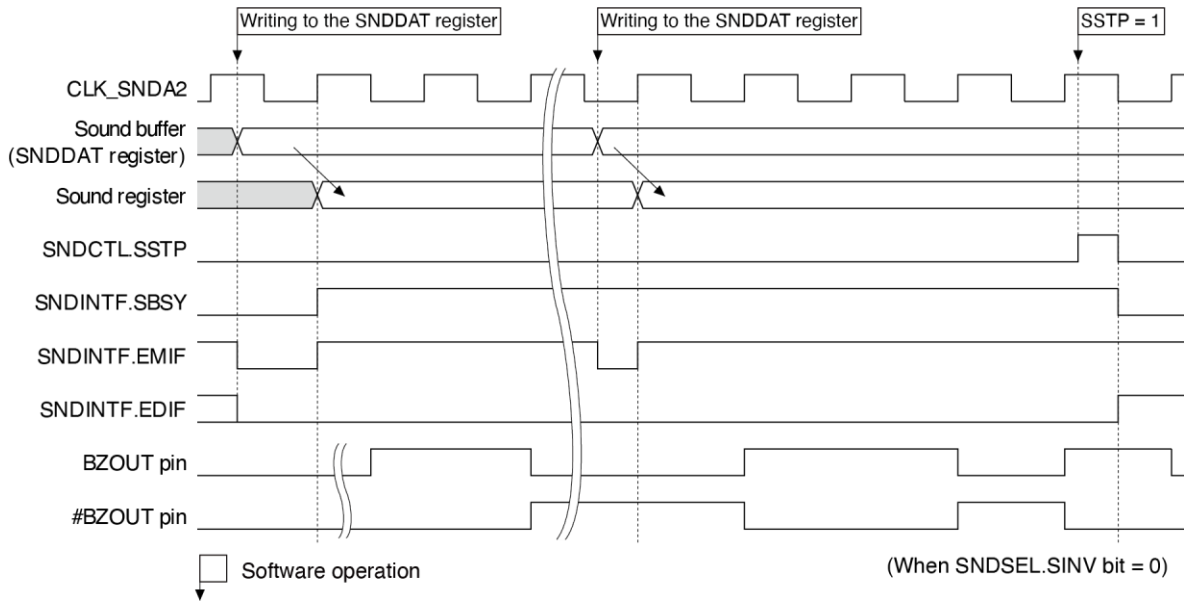 Writing to the SNDDAT register
Writing to the SNDDAT register
SSTP = 1
CLK_SNDA2
Sound buffer
(SNDDAT register)
Sound register
SNDCTL.SSTP
SNDINTF.SBSY
SNDINTF.EMIF
SNDINTF.EDIF
BZOUT pin
#BZOUT pin
Software operation
(When SNDSEL.SINV bit = 0)